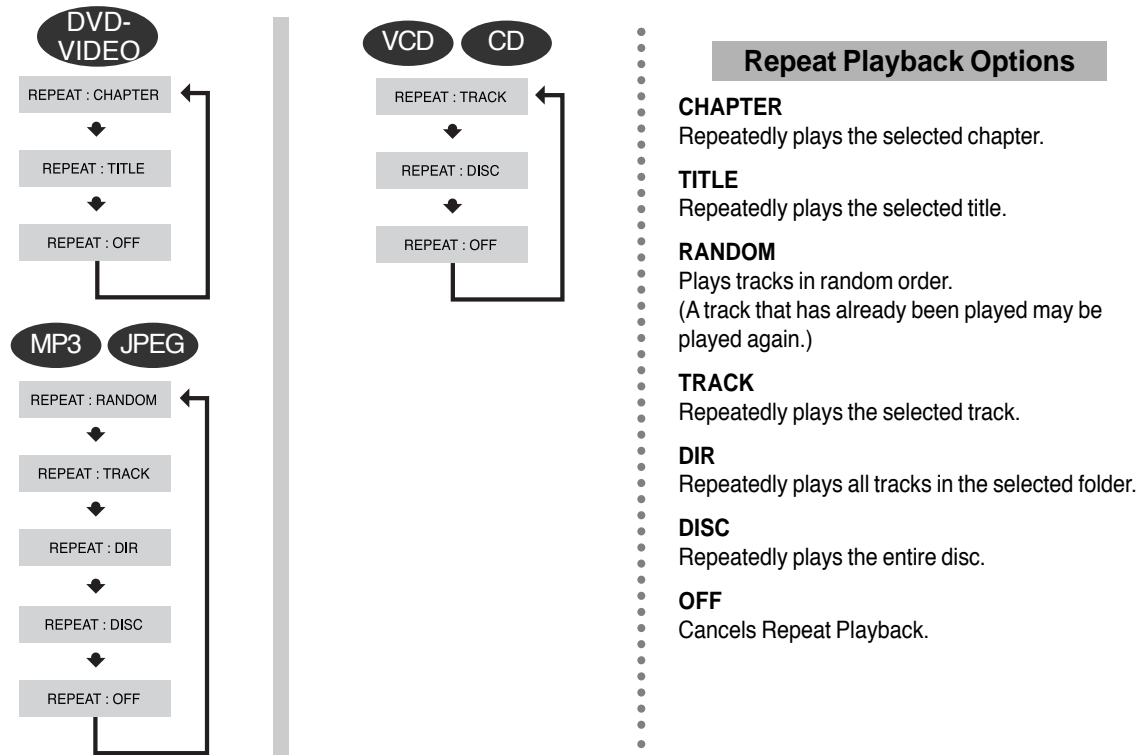 DVD-
VIDEO
REPEAT : CHAPTER
REPEAT : TITLE
REPEAT : OFF
MP3 JPEG
REPEAT : RANDOM
REPEAT : TRACK
REPEAT : DIR
REPEAT : DISC
REPEAT : OFF
VCD CD
REPEAT : TRACK
REPEAT : DISC
REPEAT : OFF
Repeat Playback Options
CHAPTER
Repeatedly plays the selected chapter.
TITLE
Repeatedly plays the selected title.
RANDOM
Plays tracks in random order.
(A track that has already been played may be
played again.)
TRACK
Repeatedly plays the selected track.
DIR
Repeatedly plays all tracks in the selected folder.
DISC
Repeatedly plays the entire disc.
OFF
Cancels Repeat Playback.